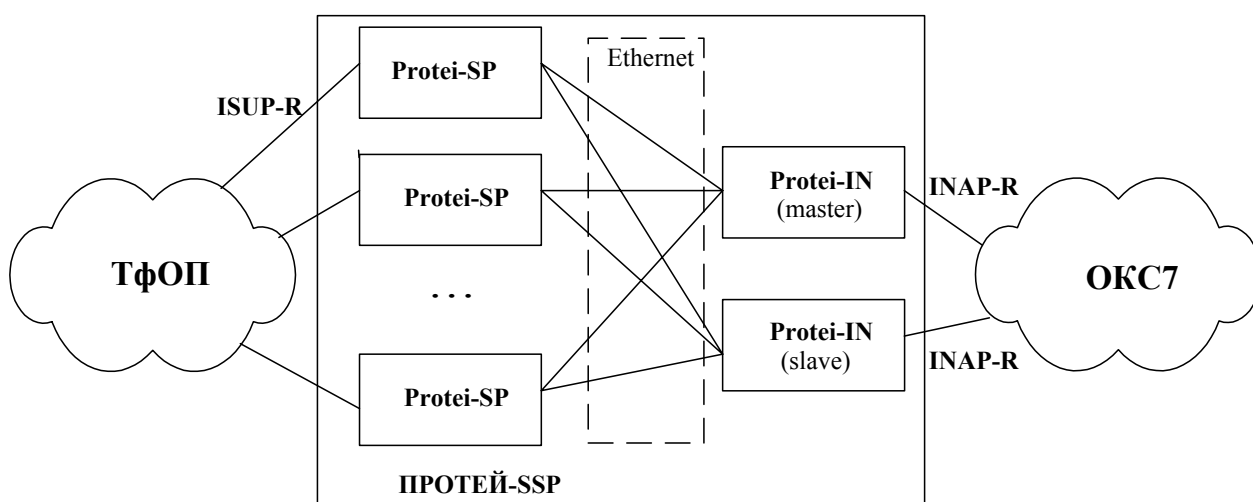 Protei-SP
Ethernet
ISUP-R
Protei-SP
Protei-IN
(master)
INAP-R
ТфОП
. . .
ОКС7
Protei-IN
(slave)
INAP-R
Protei-SP
ПРОТЕЙ-SSP